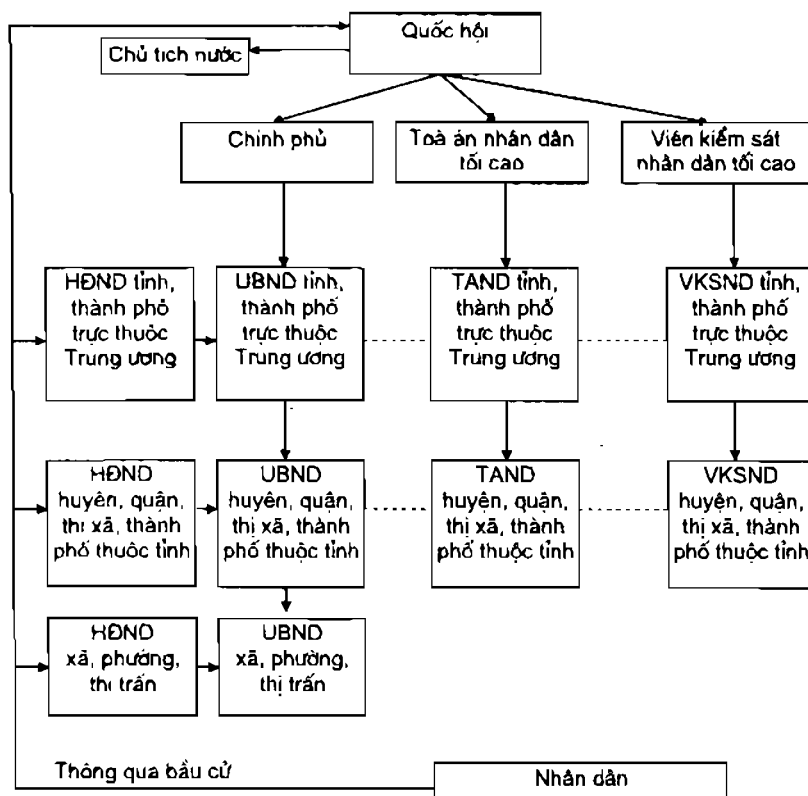 Quốc hội
Chủ tịch nước
Chính phủ
Toà án nhân dân
tối cao
Viện kiểm sát
nhân dân tối cao
HĐND tỉnh,
thành phố
trực thuộc
Trung ương
UBND tỉnh,
thành phố
trực thuộc
Trung ương
TAND tỉnh,
thành phố
trực thuộc
Trung ương
VKSND tỉnh,
thành phố
trực thuộc
Trung ương
HĐND
huyện, quận,
thị xã, thành
phố thuộc tỉnh
UBND
huyện, quận,
thị xã, thành
phố thuộc tỉnh
TAND
huyện, quận,
thị xã, thành
phố thuộc tỉnh
VKSND
huyện, quận,
thị xã, thành
phố thuộc tỉnh
HĐND
xã, phường,
thị trấn
UBND
xã, phường,
thị trấn
Thông qua bầu cử
Nhân dân